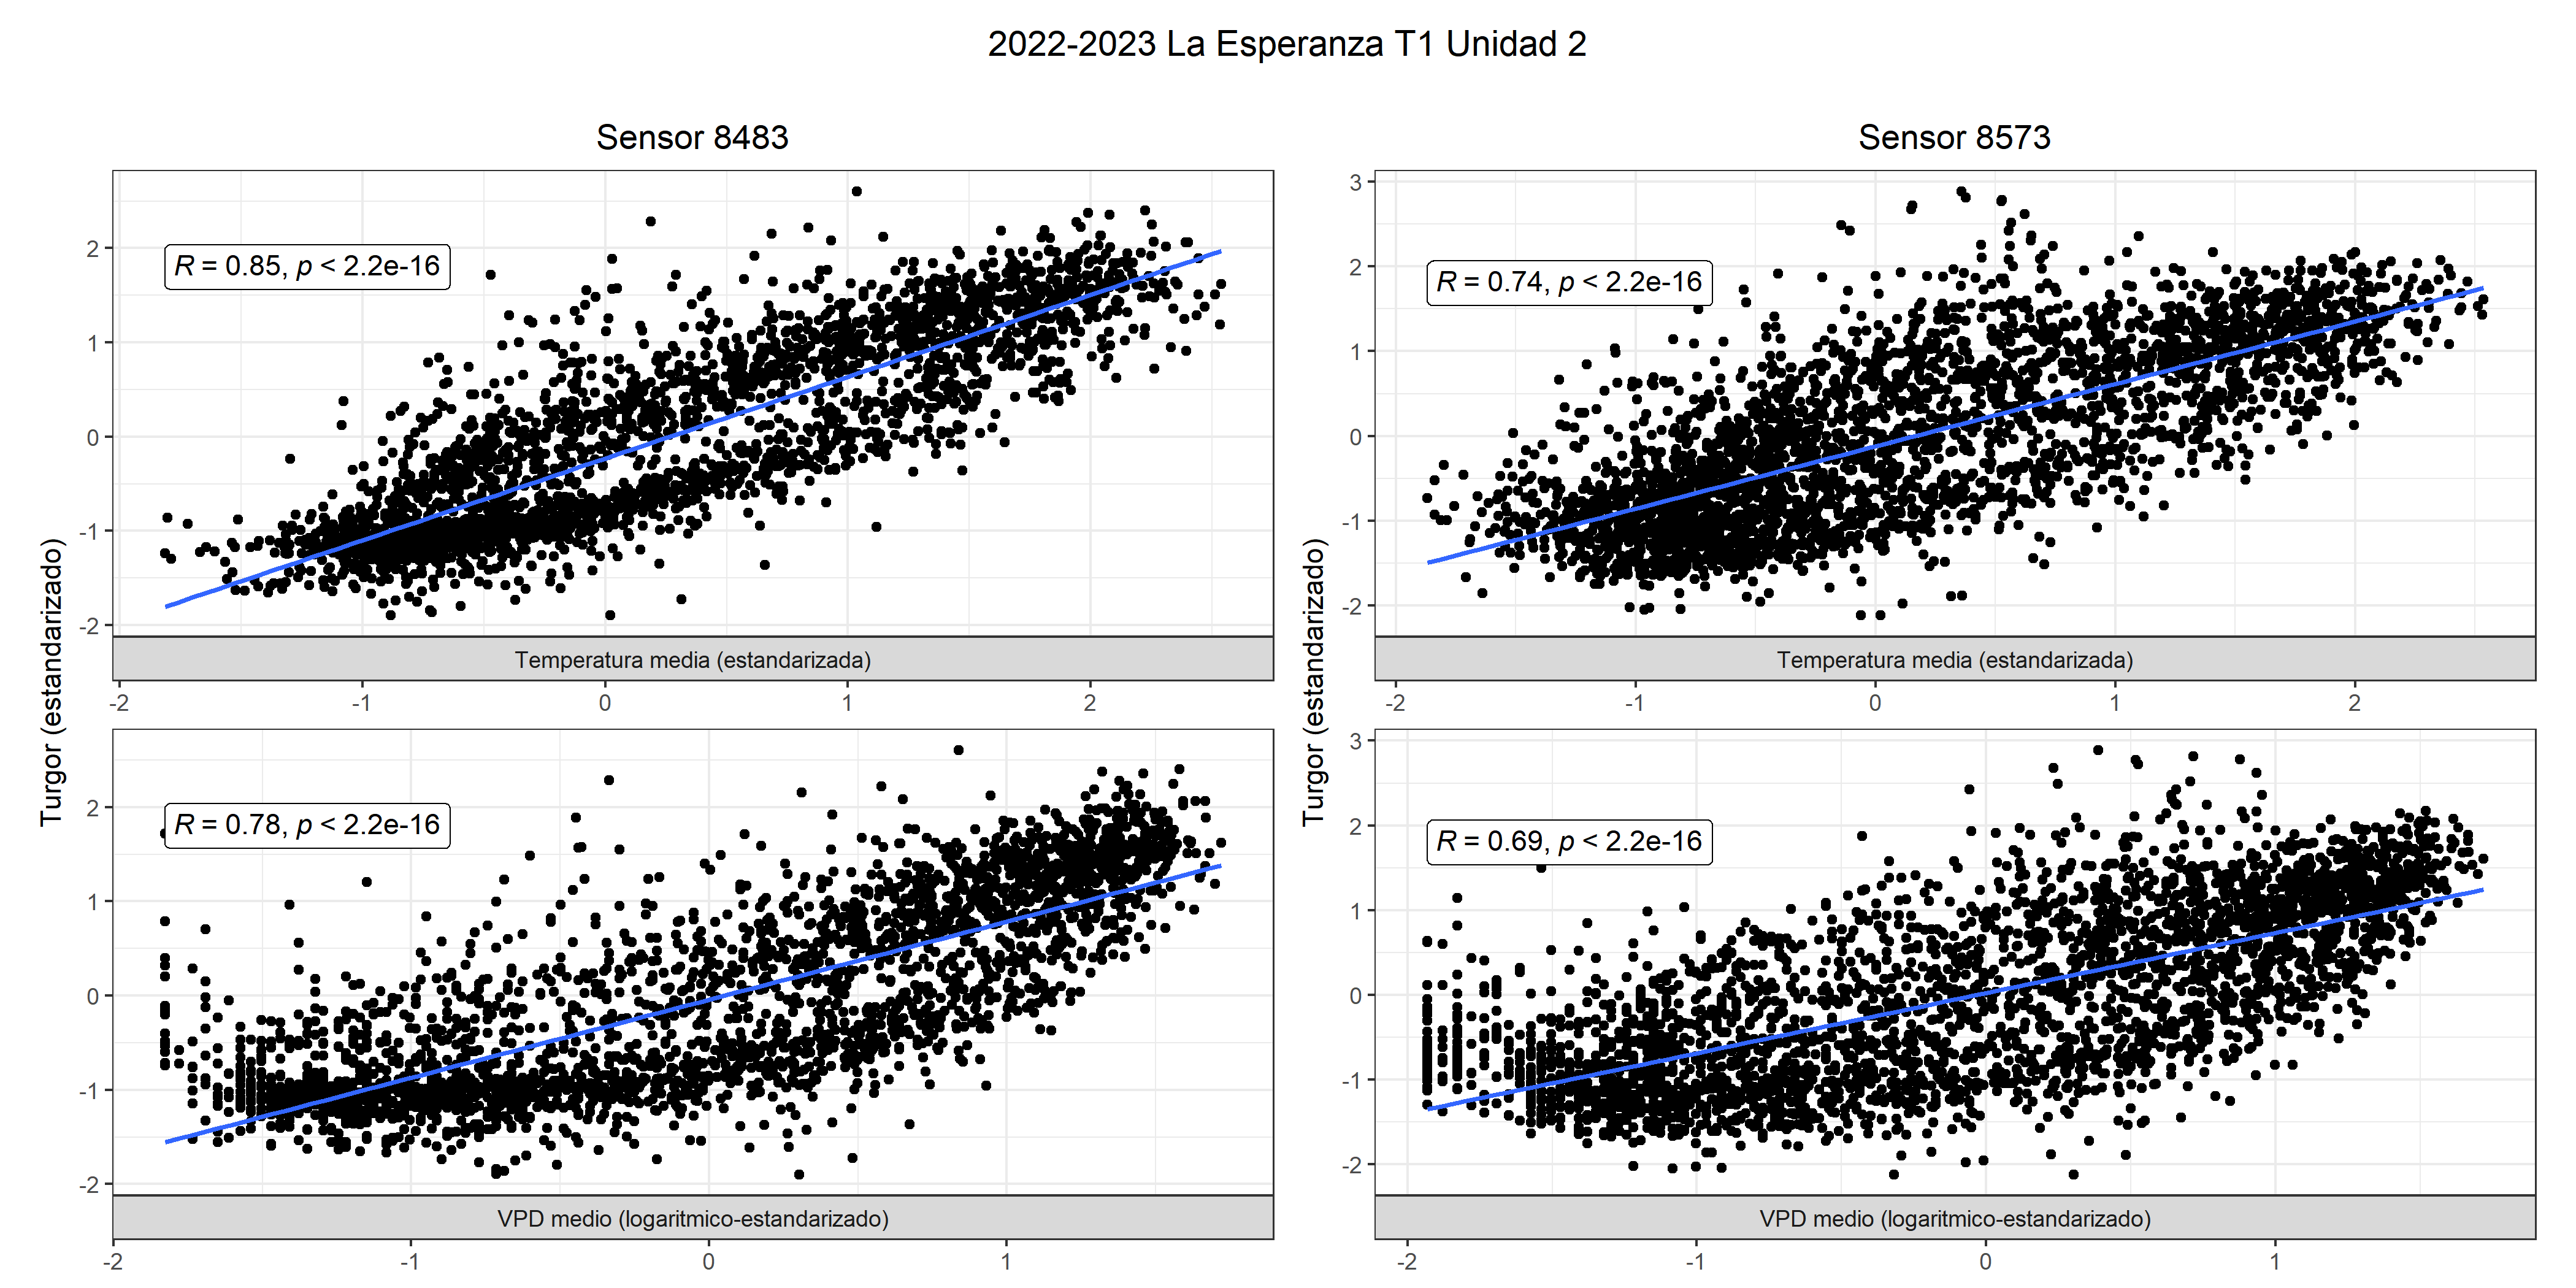 2022-2023 La Esperanza T1 Unidad 2
Sensor 8483
Sensor 8573
Turgor (estandarizado)
2
1
0
-1
-2
R = 0.85, p < 2.2e-16
Temperatura media (estandarizada)
-2 -1 0 1 2
Turgor (estandarizado)
3
2
1
0
-1
-2
R = 0.74, p < 2.2e-16
Temperatura media (estandarizada)
-2 -1 0 1 2
2
1
0
-1
-2
R = 0.78, p < 2.2e-16
VPD medio (logaritmico-estandarizado)
-2 -1 0 1
3
2
1
0
-1
-2
R = 0.69, p < 2.2e-16
VPD medio (logaritmico-estandarizado)
-2 -1 0 1